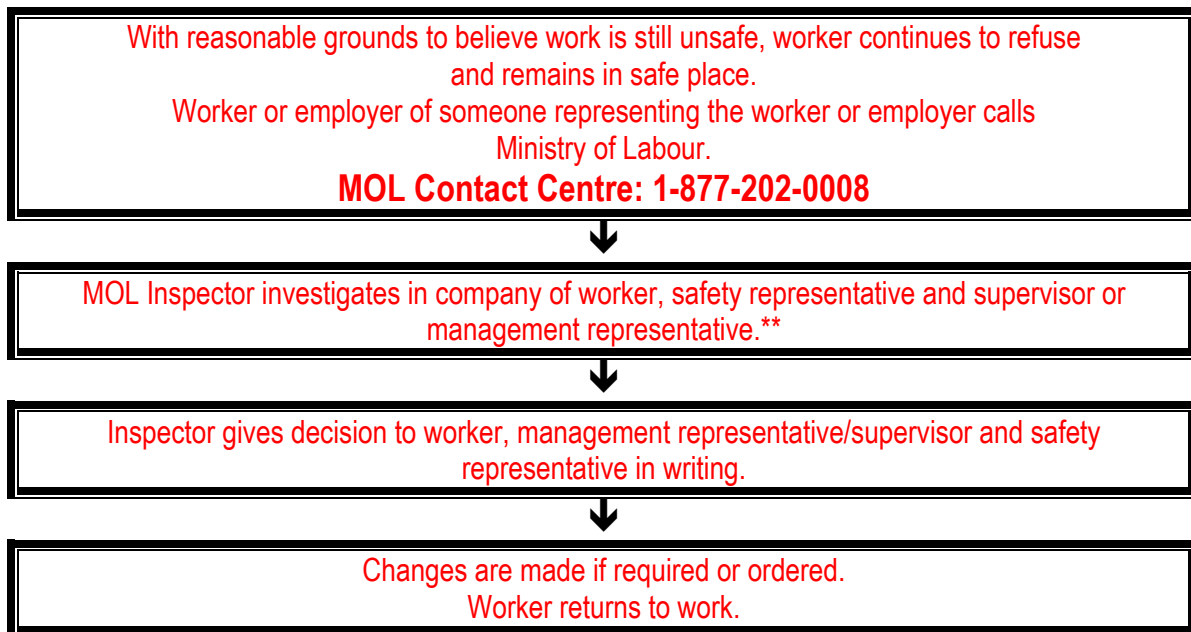 With reasonable grounds to believe work is still unsafe, worker continues to refuse
and remains in safe place.
Worker or employer of someone representing the worker or employer calls
Ministry of Labour.
MOL Contact Centre: 1-877-202-0008
MOL Inspector investigates in company of worker, safety representative and supervisor or
management representative.**
Inspector gives decision to worker, management representative/supervisor and safety
representative in writing.
Changes are made if required or ordered.
Worker returns to work.